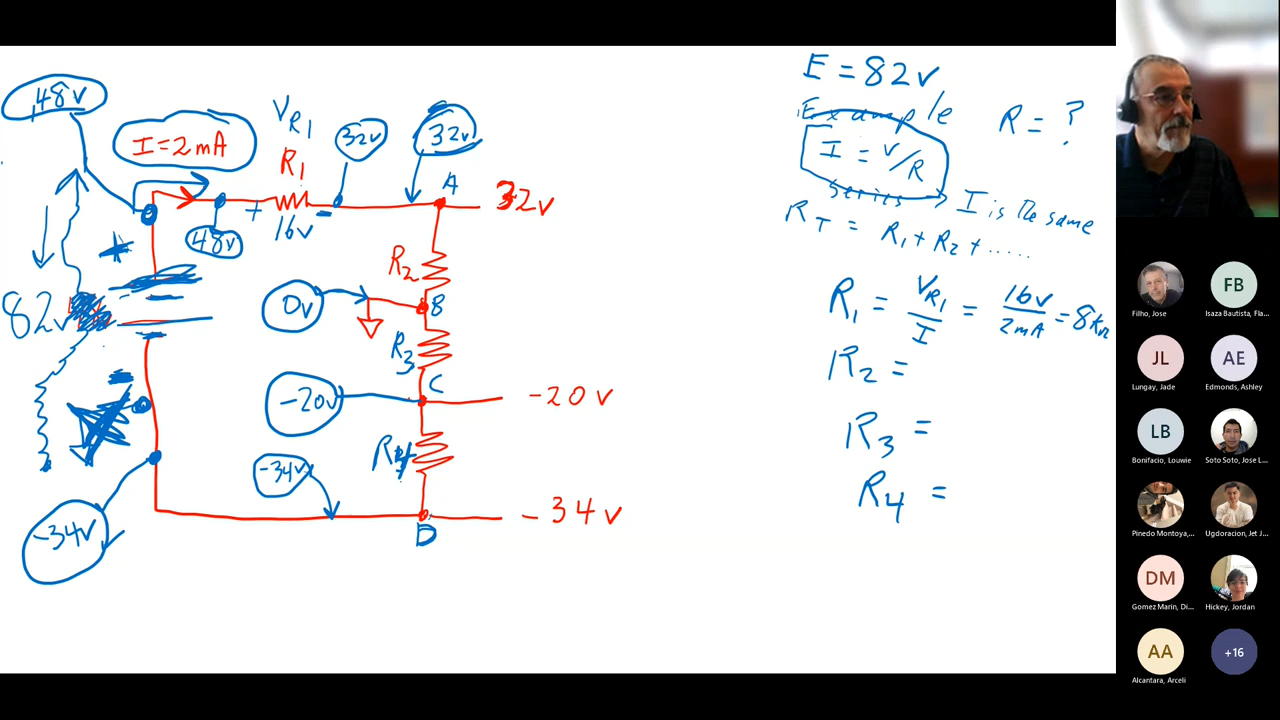 48v
I = 2mA
VR1
R1
16v
+
-
32v
32v
A
32v
48v
+
82v
R2
0v
B
R3
C
-20v
-20v
R4
-34v
-34v
D
-34v
E = 82v
Example
R = ?
I = V/R
Series → I is the same
RT = R1 + R2 + .....
R1 = VR1/I = 16v/2mA = 8kΩ
R2 =
R3 =
R4 =
Filho, Jose
FB
Isaza Bautista, Fla...
JL
Lungay, Jade
AE
Edmonds, Ashley
LB
Bonifacio, Louwie
Soto Soto, Jose L...
Pinedo Montoya,...
Ugdoracion, Jet J...
DM
Gomez Marin, Di...
Hickey, Jordan
AA
Alcantara, Arceli
+16